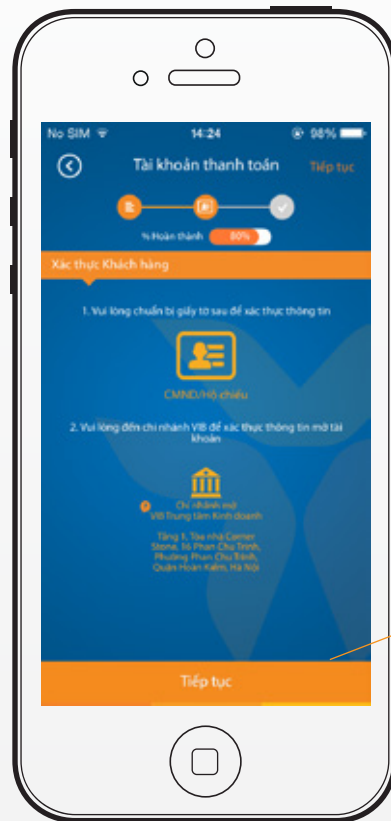 No SIM 14:24 98%
Tài khoản thanh toán Tiếp tục
% Hoàn thành 80%
Xác thực Khách hàng
1. Vui lòng chuẩn bị giấy tờ sau để xác thực thông tin
CMND/Hộ chiếu
2. Vui lòng đến chi nhánh VIB để xác thực thông tin mở tài
khoản
Chi nhánh mở
VIB Trung tâm Kinh doanh
Tầng 1, Tòa nhà Corner
Stone, 16 Phan Chu Trinh,
Phường Phan Chu Trinh,
Quận Hoàn Kiếm, Hà Nội
Tiếp tục